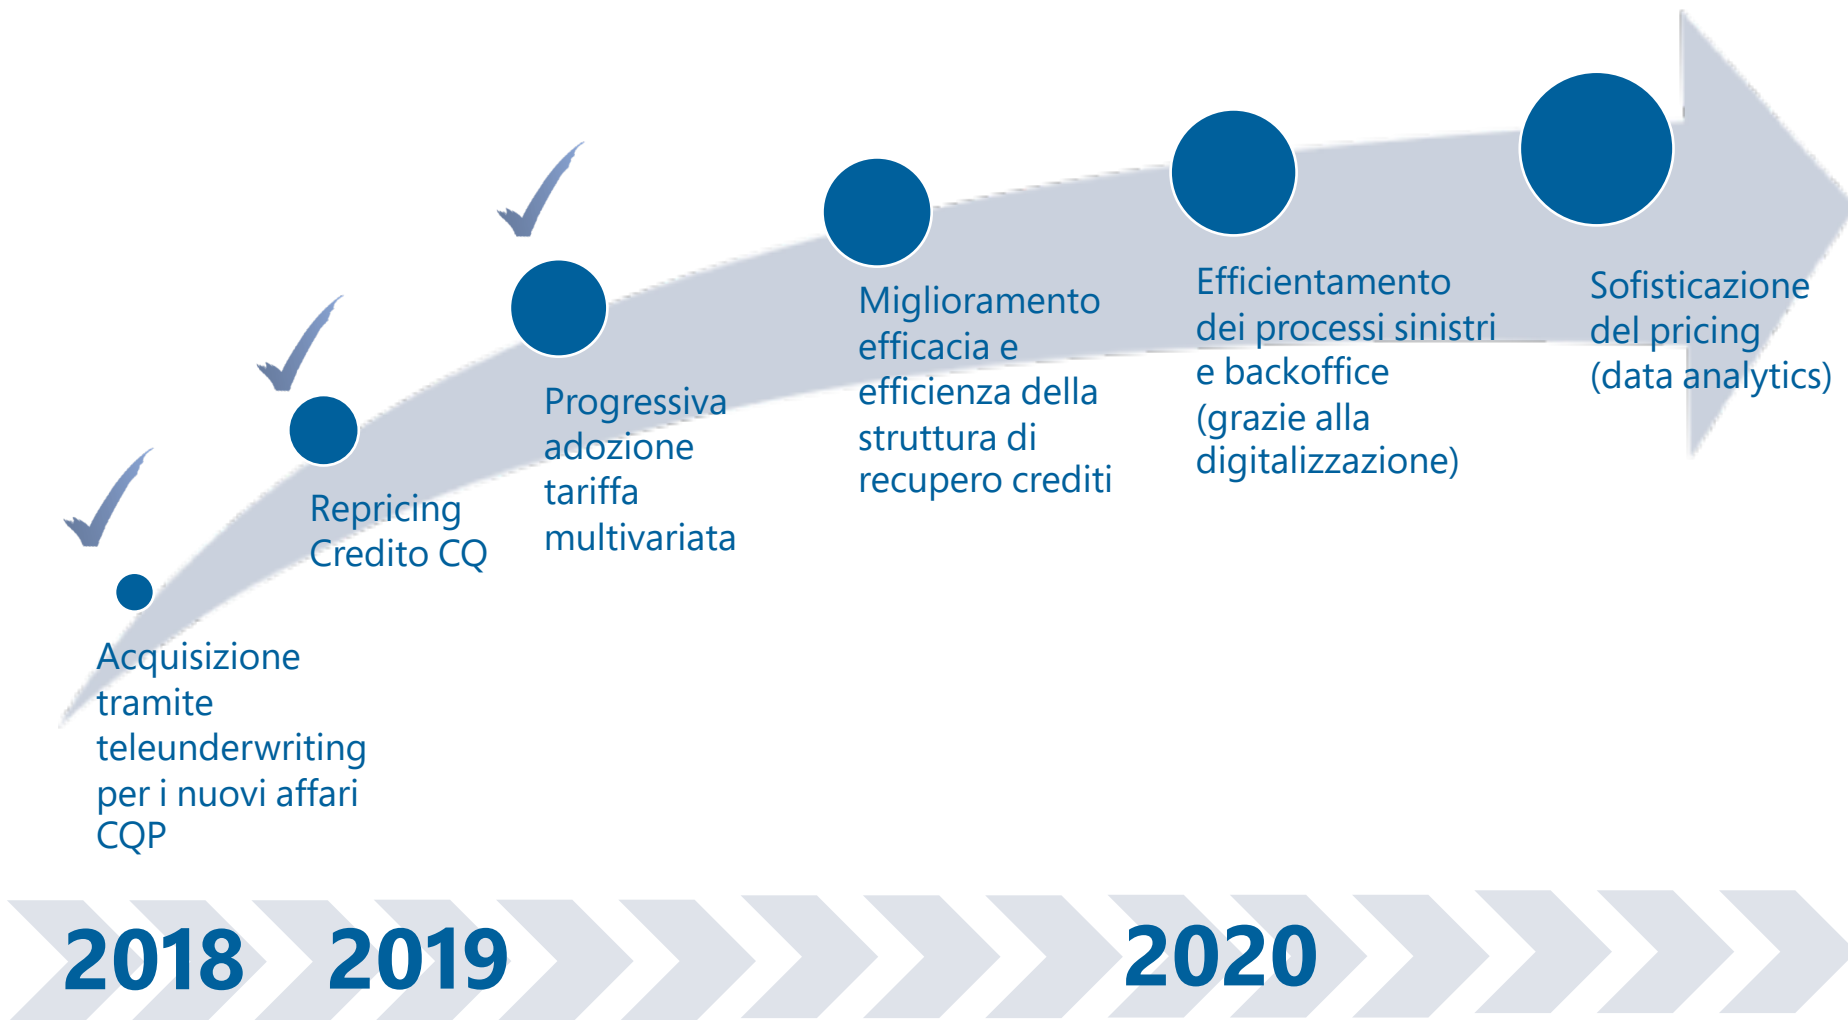 Acquisizione
tramite
teleunderwriting
per i nuovi affari
CQP
Repricing
Credito CQ
Progressiva
adozione
tariffa
multivariata
Miglioramento
efficacia e
efficienza della
struttura di
recupero crediti
Efficientamento
dei processi sinistri
e backoffice
(grazie alla
digitalizzazione)
Sofisticazione
del pricing
(data analytics)
2018
2019
2020